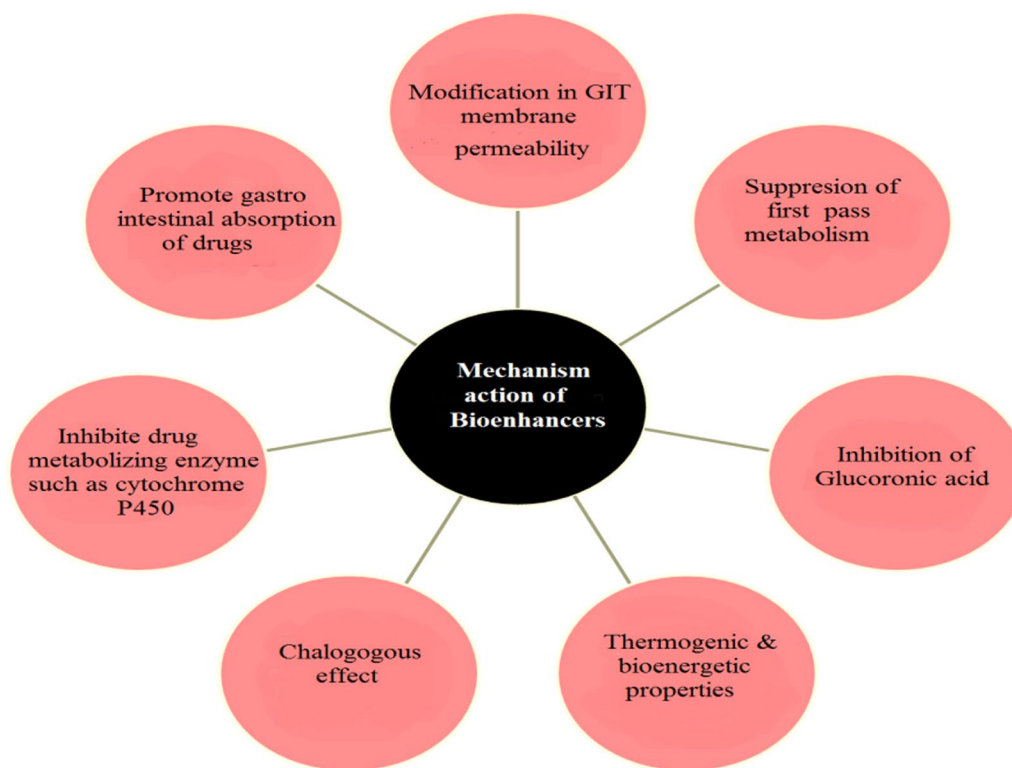 Modification in GIT
membrane
permeability
Suppresion of
first pass
metabolism
Inhibition of
Glucoronic acid
Thermogenic &
bioenergetic
properties
Chalogogous
effect
Inhibite drug
metabolizing enzyme
such as cytochrome
P450
Promote gastro
intestinal absorption
of drugs
Mechanism
action of
Bioenhancers